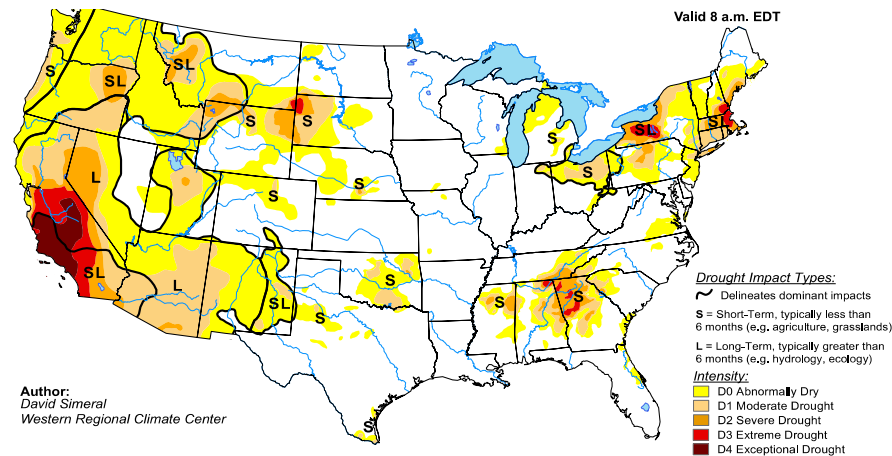 Valid 8 a.m. EDT
S
SL
SL
S
S
L
S
S
S
SL
S
SL
SL
L
SL
S
S
S
S
S
Drought Impact Types:
Delineates dominant impacts
S = Short-Term, typically less than
6 months (e.g. agriculture, grasslands)
L = Long-Term, typically greater than
6 months (e.g. hydrology, ecology)
Intensity:
D0 Abnormally Dry
D1 Moderate Drought
D2 Severe Drought
D3 Extreme Drought
D4 Exceptional Drought
Author:
David Simeral
Western Regional Climate Center